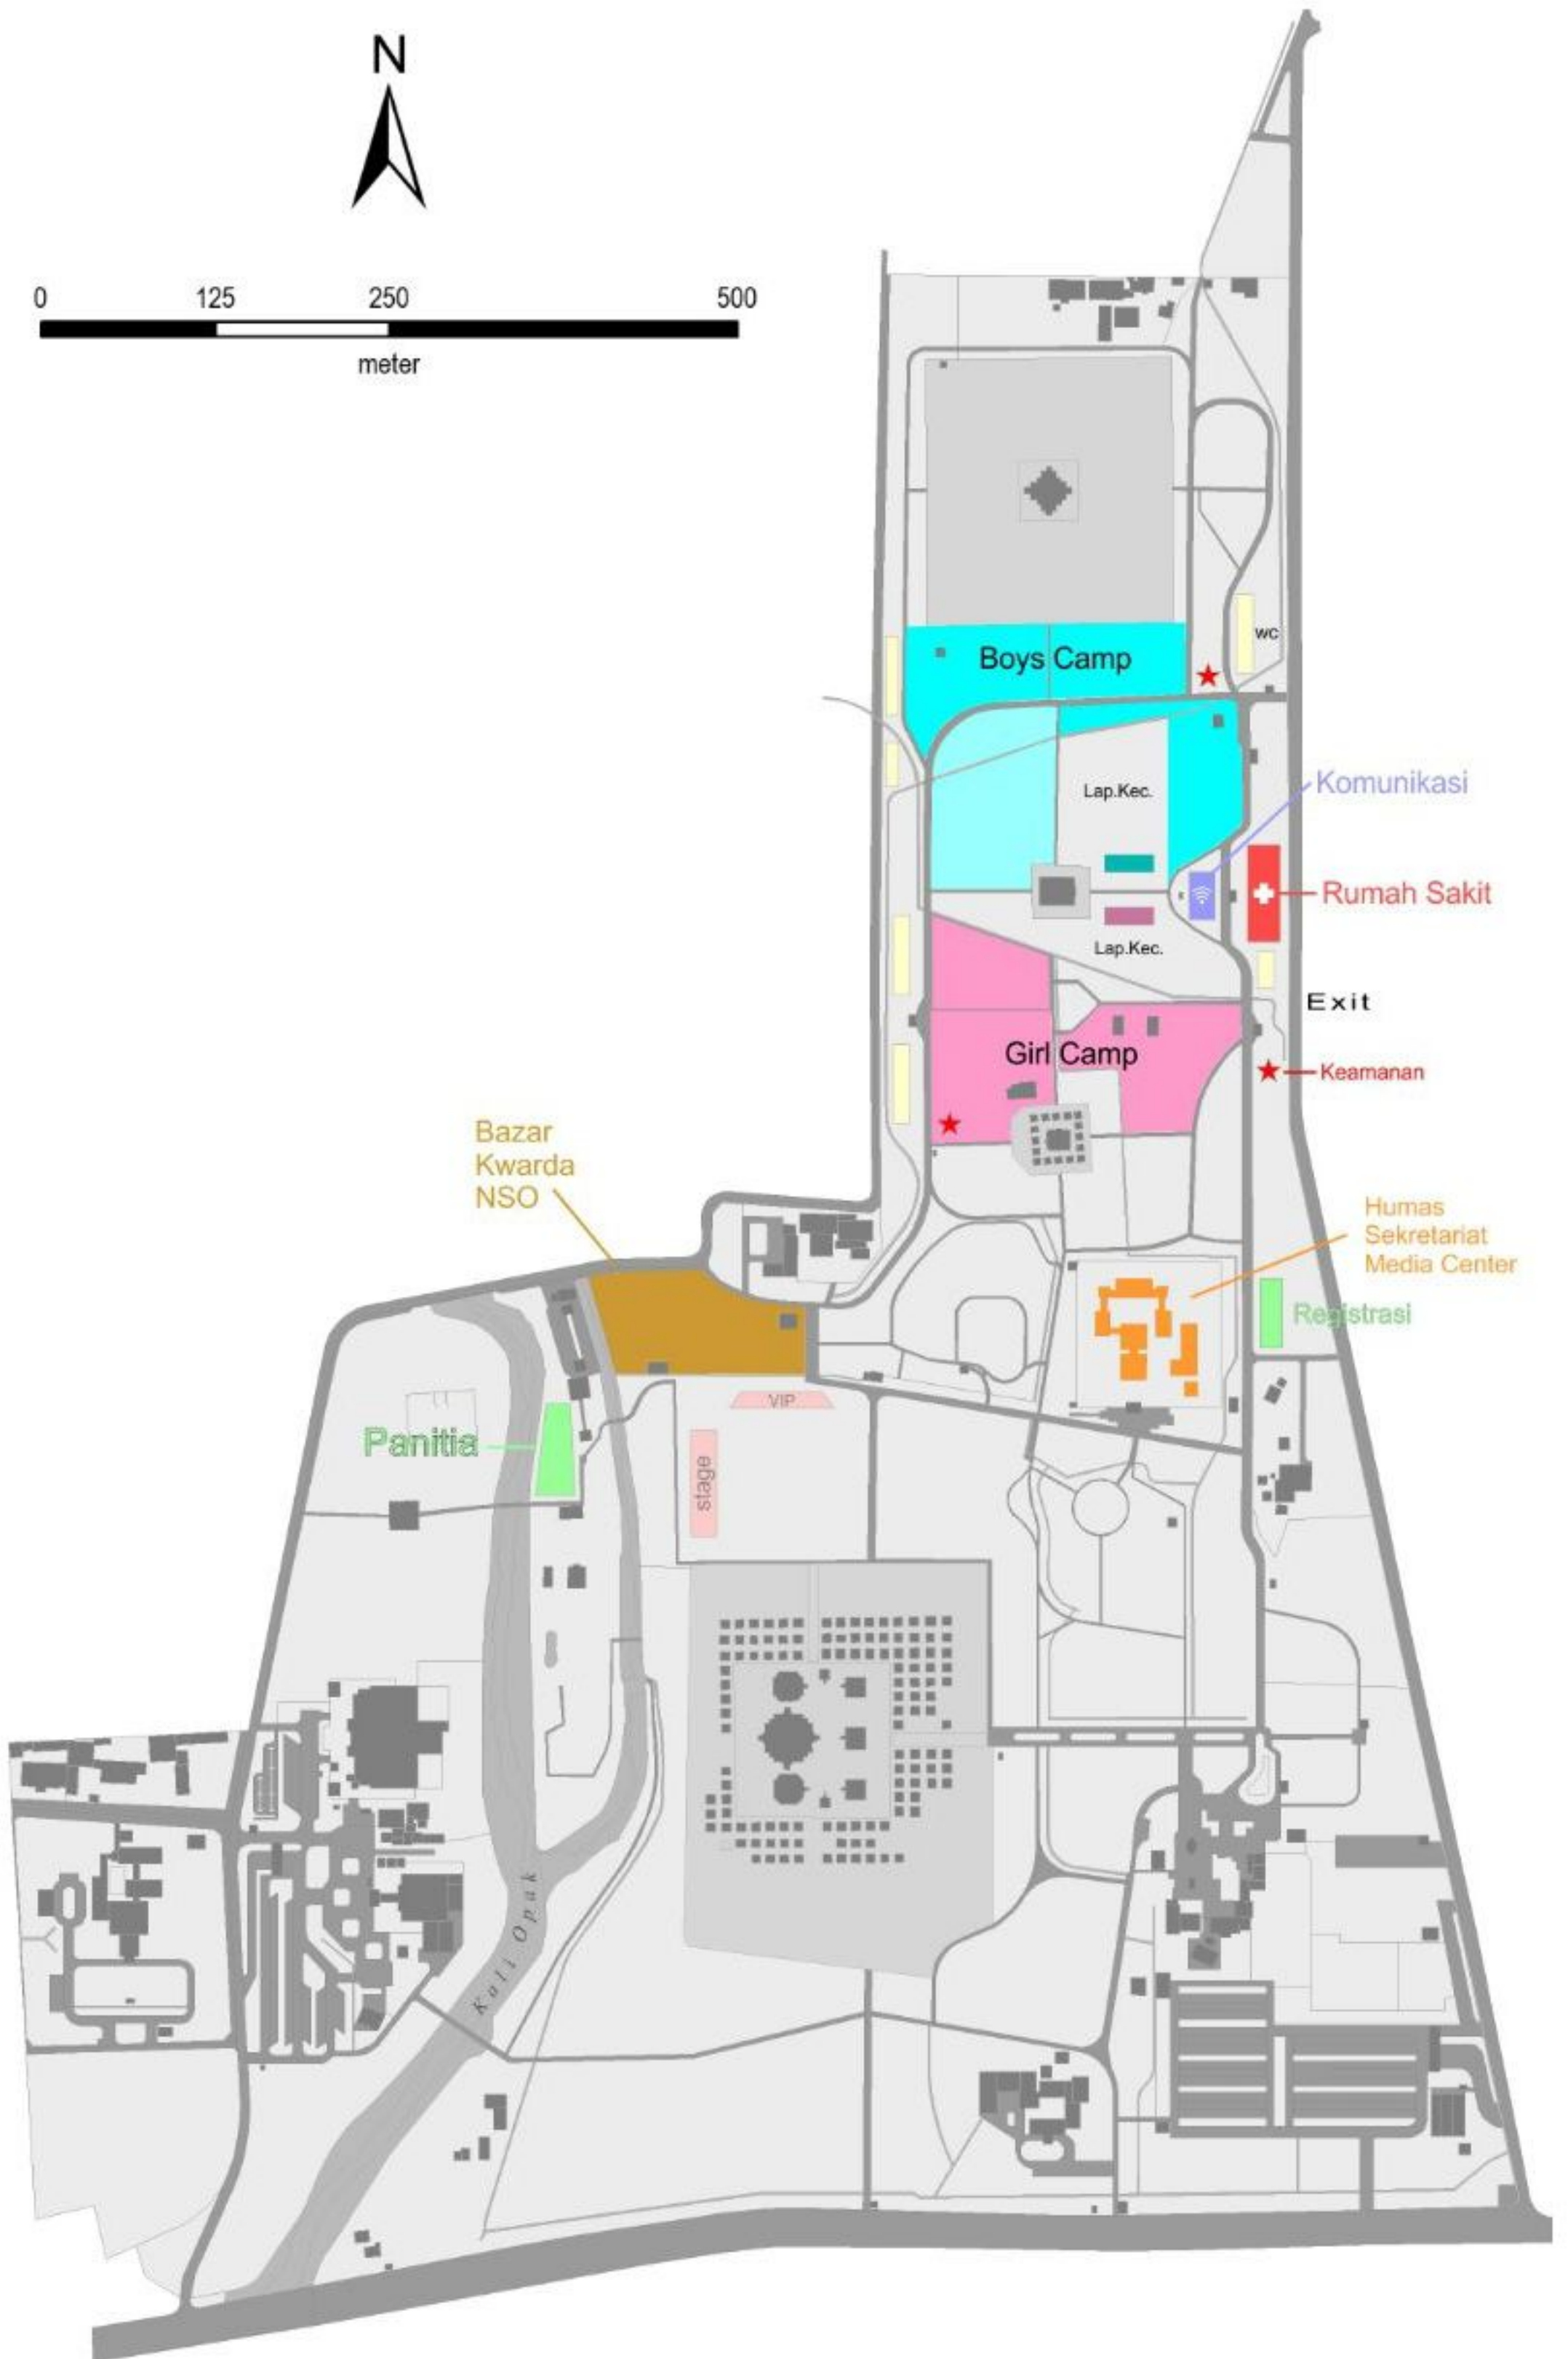 N
0 125 250 500
meter
wc
Boys Camp
Komunikasi
Lap.Kec.
Rumah Sakit
Lap.Kec.
Exit
Girl Camp
Keamanan
Bazar
Kwarda
NSO
Humas
Sekretariat
Media Center
Registrasi
VIP
Panitia
stage
Kali Opak